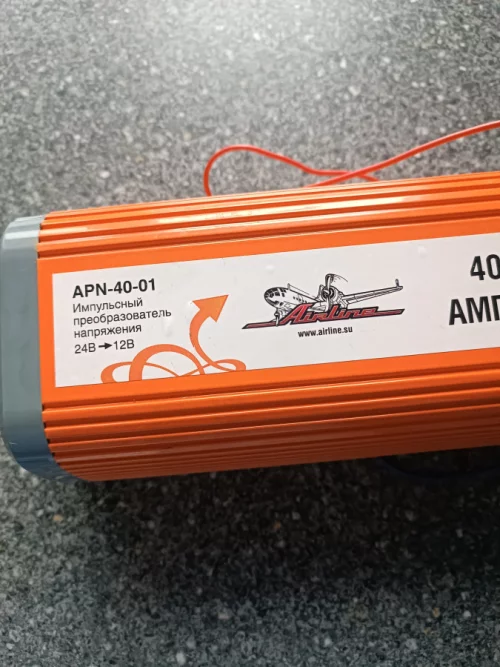 APN-40-01
Импульсный
преобразователь
напряжения
24В➔12В
Airline
www.airline.su
40
АМП